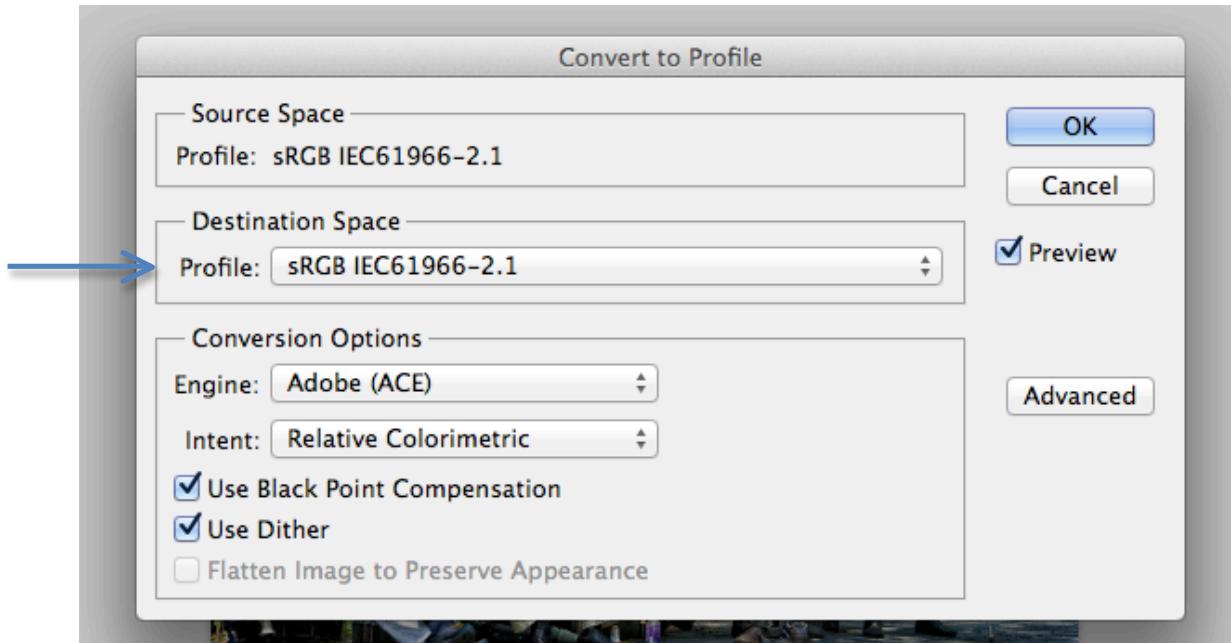 Convert to Profile
Source Space
Profile: sRGB IEC61966-2.1
OK
Cancel
Destination Space
Profile: sRGB IEC61966-2.1
Preview
Conversion Options
Engine: Adobe (ACE)
Advanced
Intent: Relative Colorimetric
Use Black Point Compensation
Use Dither
Flatten Image to Preserve Appearance